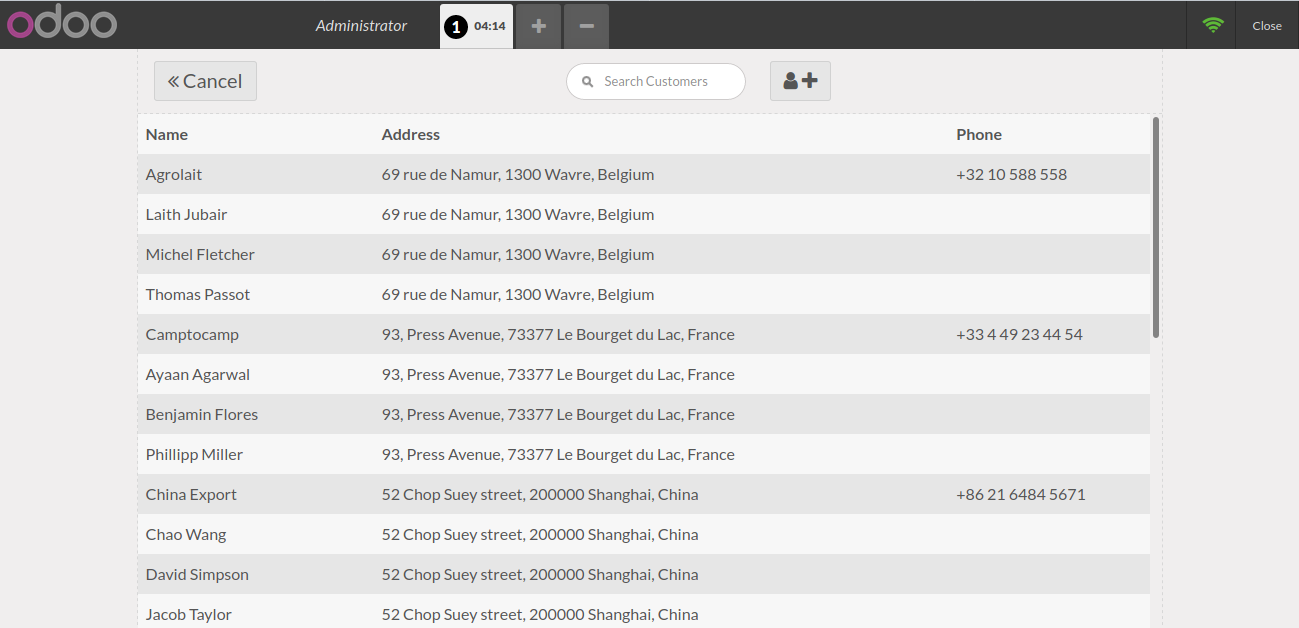 odoo
Administrator 1 04:14 + − Close
« Cancel Search Customers +
Name Address Phone
Agrolait 69 rue de Namur, 1300 Wavre, Belgium +32 10 588 558
Laith Jubair 69 rue de Namur, 1300 Wavre, Belgium
Michel Fletcher 69 rue de Namur, 1300 Wavre, Belgium
Thomas Passot 69 rue de Namur, 1300 Wavre, Belgium
Camptocamp 93, Press Avenue, 73377 Le Bourget du Lac, France +33 4 49 23 44 54
Ayaan Agarwal 93, Press Avenue, 73377 Le Bourget du Lac, France
Benjamin Flores 93, Press Avenue, 73377 Le Bourget du Lac, France
Phillipp Miller 93, Press Avenue, 73377 Le Bourget du Lac, France
China Export 52 Chop Suey street, 200000 Shanghai, China +86 21 6484 5671
Chao Wang 52 Chop Suey street, 200000 Shanghai, China
David Simpson 52 Chop Suey street, 200000 Shanghai, China
Jacob Taylor 52 Chop Suey street, 200000 Shanghai, China